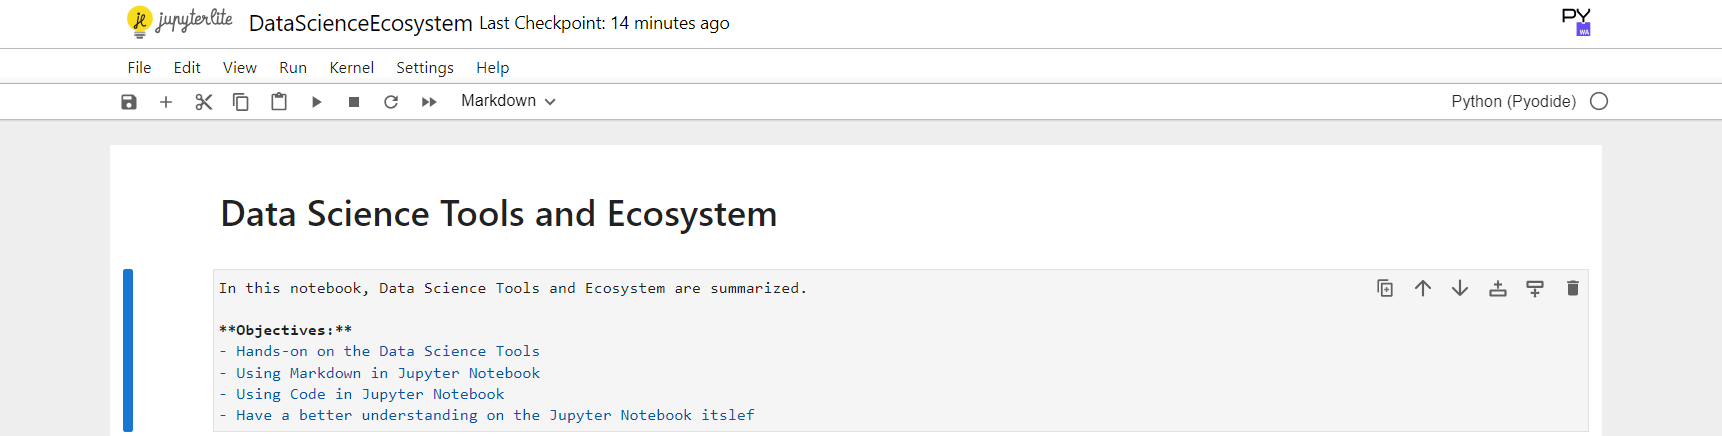 jupyterlite DataScienceEcosystem Last Checkpoint: 14 minutes ago
PY
WA
File Edit View Run Kernel Settings Help
Markdown
Python (Pyodide)
Data Science Tools and Ecosystem
In this notebook, Data Science Tools and Ecosystem are summarized.
**Objectives:**
- Hands-on on the Data Science Tools
- Using Markdown in Jupyter Notebook
- Using Code in Jupyter Notebook
- Have a better understanding on the Jupyter Notebook itslef